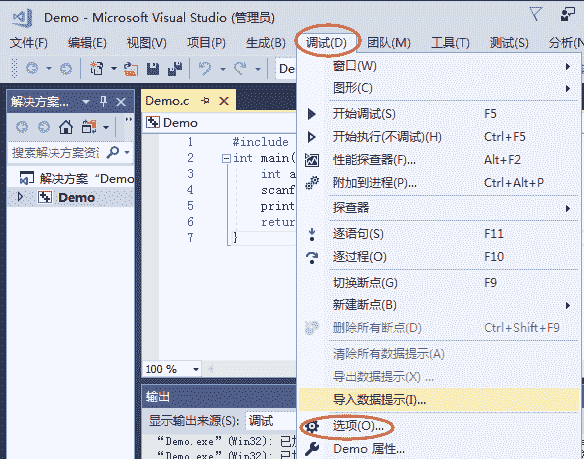 Demo - Microsoft Visual Studio (管理员)
文件(F) 编辑(E) 视图(V) 项目(P) 生成(B) 调试(D) 团队(M) 工具(T) 测试(S) 分析(N
De
解决方案...
搜索解决方案资
解决方案 “Demo
Demo
Demo.c
Demo
1 #include
2 int main(
3 int a
4 scanf
5 print
6 retur
7 }
100 %
输出
显示输出来源(S): 调试
“Demo.exe”(Win32): 已加
窗口(W)
图形(C)
开始调试(S) F5
开始执行(不调试)(H) Ctrl+F5
性能探查器(F)... Alt+F2
附加到进程(P)... Ctrl+Alt+P
探查器
逐语句(S) F11
逐过程(O) F10
切换断点(G) F9
新建断点(B)
删除所有断点(D) Ctrl+Shift+F9
清除所有数据提示(A)
导出数据提示(X) ...
导入数据提示(I)...
选项(O)...
Demo 属性...